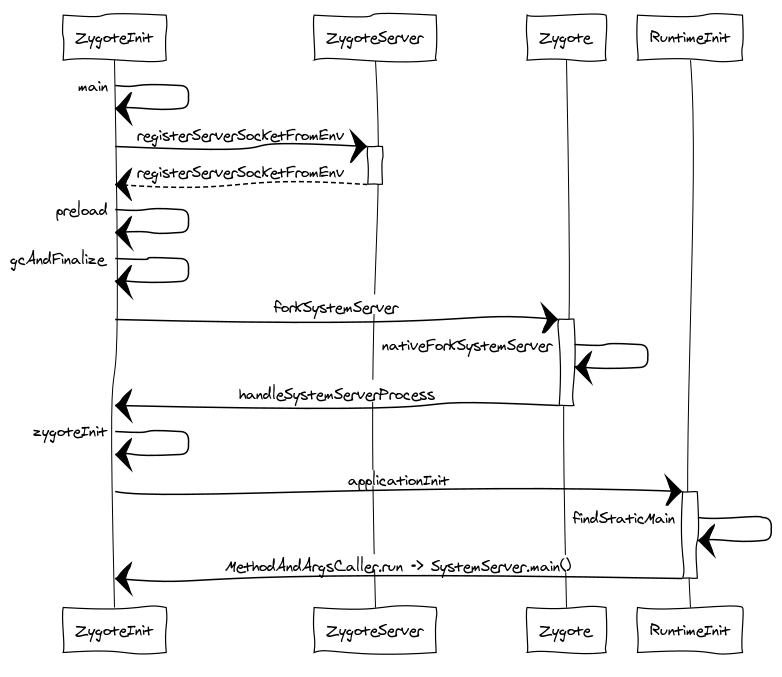 ZygoteInit
ZygoteServer
Zygote
RuntimeInit
main
registerServerSocketFromEnv
registerServerSocketFromEnv
preload
gcAndFinalize
forkSystemServer
nativeForkSystemServer
handleSystemServerProcess
zygoteInit
applicationInit
findStaticMain
MethodAndArgsCaller.run -> SystemServer.main()
ZygoteInit
ZygoteServer
Zygote
RuntimeInit